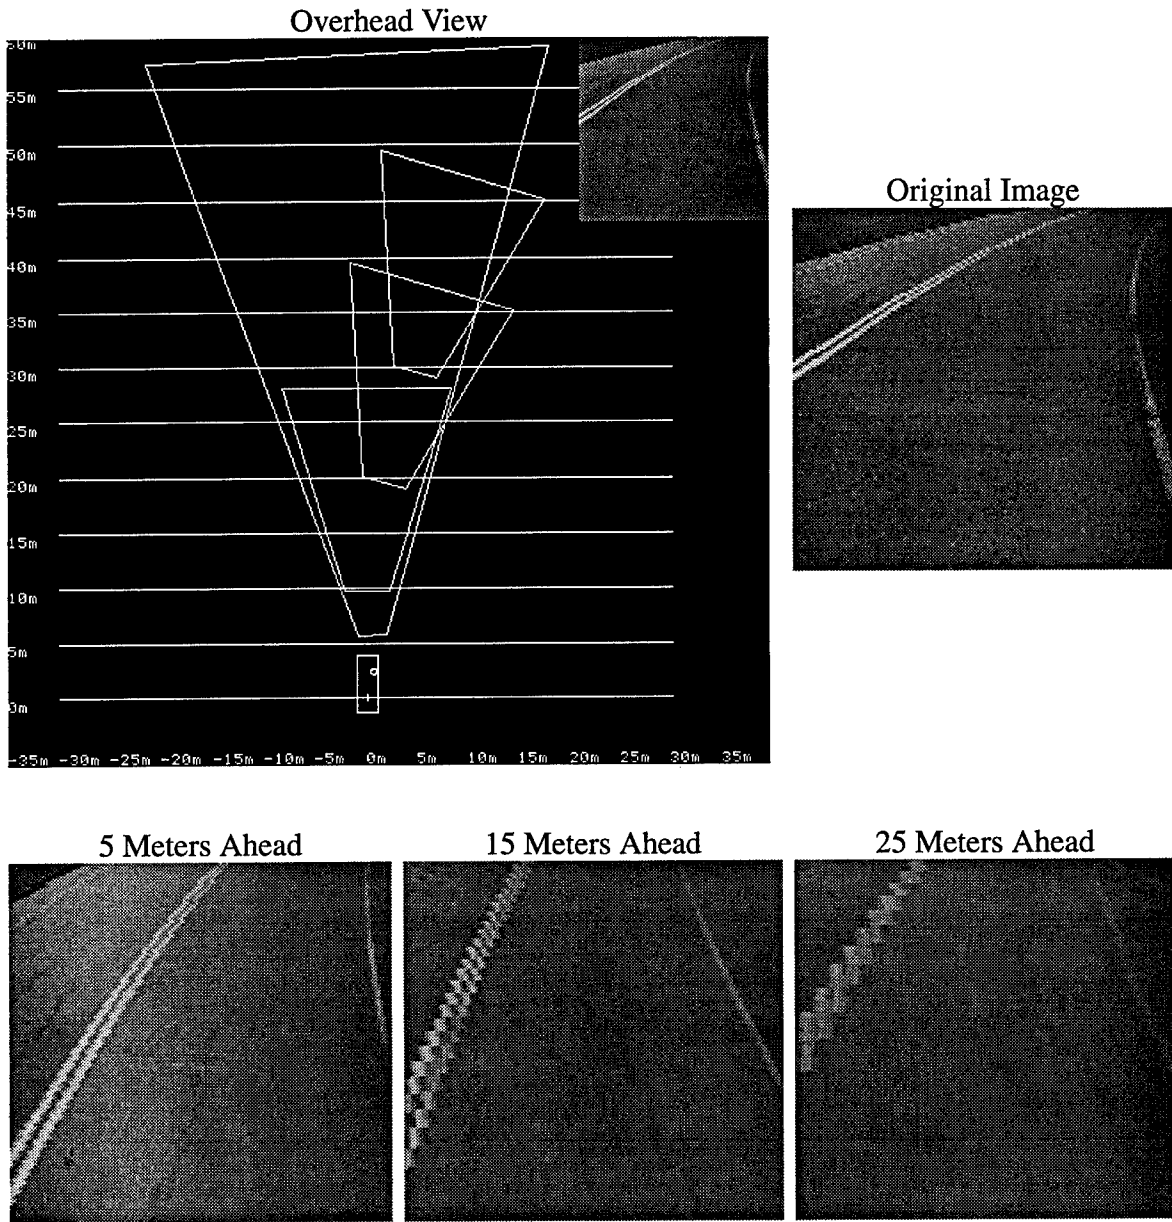 Overhead View
60m
55m
50m
45m
40m
35m
30m
25m
20m
15m
10m
5m
0m
-35m -30m -25m -20m -15m -10m -5m 0m 5m 10m 15m 20m 25m 30m 35m
Original Image
5 Meters Ahead
15 Meters Ahead
25 Meters Ahead